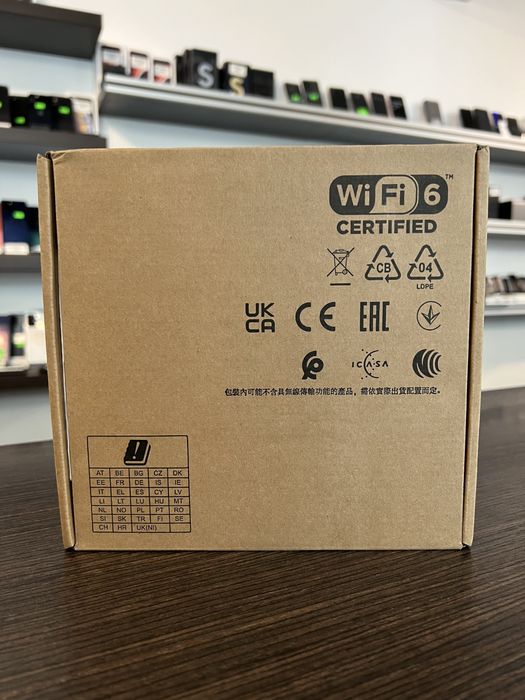 S
WiFi 6™
CERTIFIED
CB
04
LDPE
UK
CA
CE
EAC
ICASA
包裝內可能不含具無線傳輸功能的產品，需依實際出貨配置而定。
AT BE BG CZ DK
EE FR DE IS IE
IT EL ES CY LV
LI LT LU HU MT
NL NO PL PT RO
SI SK TR FI SE
CH HR UK(NI)